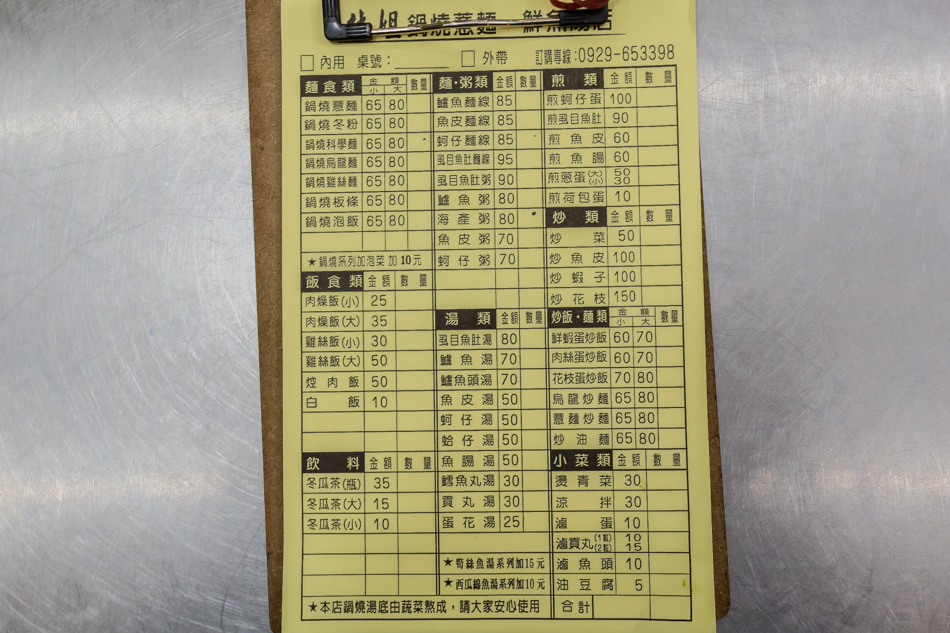 姐鍋燒薏麵 鮮魚湯店
內用 桌號：______ 外帶 訂購專線:0929-653398
麵食類 金額 小 大 數量
鍋燒薏麵 65 80
鍋燒冬粉 65 80
鍋燒科學麵 65 80
鍋燒烏龍麵 65 80
鍋燒雞絲麵 65 80
鍋燒板條 65 80
鍋燒泡飯 65 80
★鍋燒系列加泡菜 加 10元
飯食類 金額 數量
肉燥飯(小) 25
肉燥飯(大) 35
雞絲飯(小) 30
雞絲飯(大) 50
焢肉飯 50
白飯 10
飲料 金額 數量
冬瓜茶(瓶) 35
冬瓜茶(大) 15
冬瓜茶(小) 10
麵·粥類 金額 數量
鱸魚麵線 85
魚皮麵線 85
蚵仔麵線 85
虱目魚肚麵線 95
虱目魚肚粥 90
鱸魚粥 80
海產粥 80
魚皮粥 70
蚵仔粥 70
湯類 金額 數量
虱目魚肚湯 80
鱸魚湯 70
鱸魚頭湯 70
魚皮湯 50
蚵仔湯 50
蛤仔湯 50
魚腸湯 50
鱈魚丸湯 30
貢丸湯 30
蛋花湯 25
★筍絲魚湯系列加15元
★西瓜綿魚湯系列加10元
煎類 金額 數量
煎蚵仔蛋 100
煎虱目魚肚 90
煎魚皮 60
煎魚腸 60
煎蔥蛋(大)(小) 50 30
煎荷包蛋 10
炒類 金額 數量
炒菜 50
炒魚皮 100
炒蝦子 100
炒花枝 150
炒飯·麵類 金額 小 大 數量
鮮蝦蛋炒飯 60 70
肉絲蛋炒飯 60 70
花枝蛋炒飯 70 80
烏龍炒麵 65 80
薏麵炒麵 65 80
炒油麵 65 80
小菜類 金額 數量
燙青菜 30
涼拌 30
滷蛋 10
滷貢丸(1粒)(2粒) 10 15
滷魚頭 10
油豆腐 5
合計
★本店鍋燒湯底由蔬菜熬成，請大家安心使用